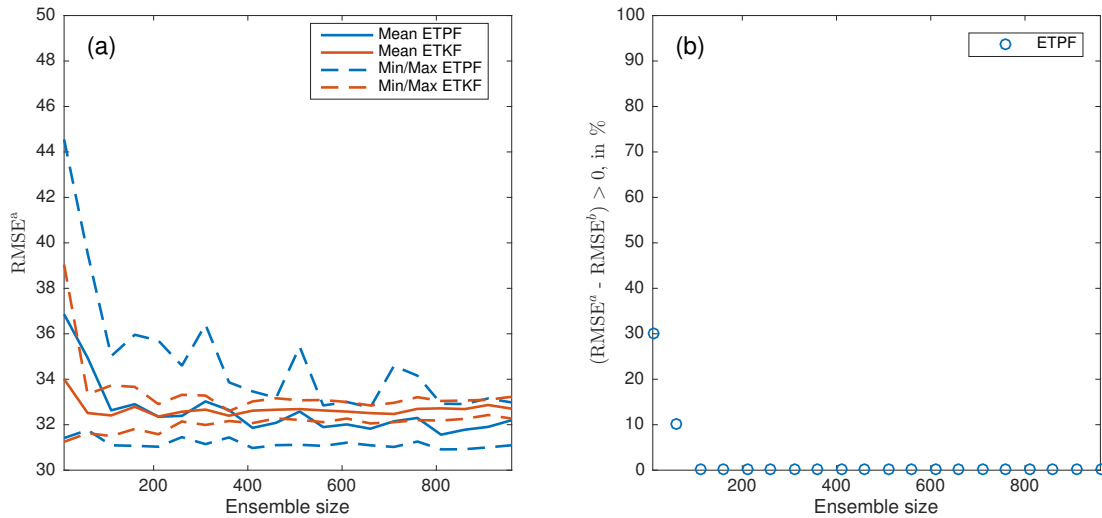 (a)
Mean ETPF
Mean ETKF
Min/Max ETPF
Min/Max ETKF
50
48
46
44
42
40
38
36
34
32
30
RMSE^a
200
400
600
800
Ensemble size
(b)
ETPF
100
90
80
70
60
50
40
30
20
10
0
(RMSE^a - RMSE^b) > 0, in %
200
400
600
800
Ensemble size